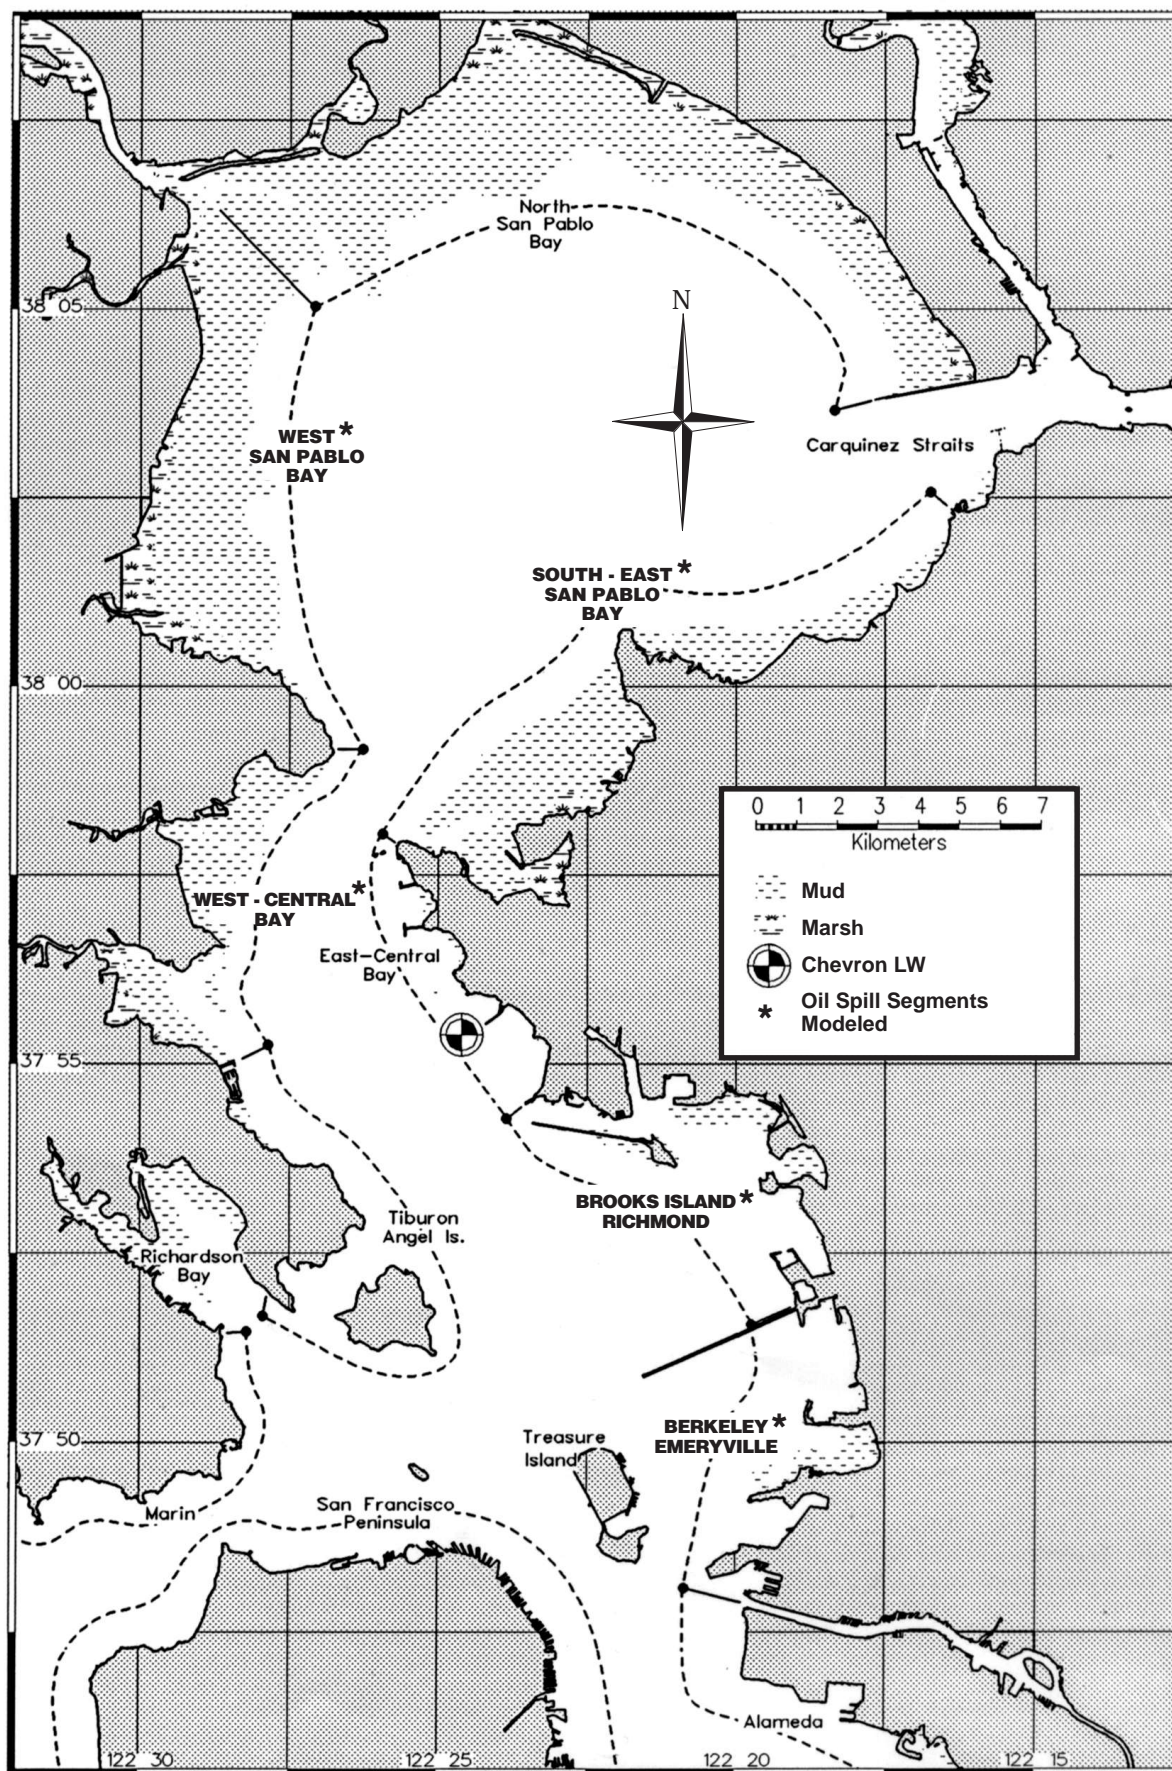 North
San Pablo
Bay
38 05
N
WEST *
SAN PABLO
BAY
Carquinez Straits
SOUTH - EAST *
SAN PABLO
BAY
38 00
0 1 2 3 4 5 6 7
Kilometers
Mud
Marsh
Chevron LW
* Oil Spill Segments
Modeled
WEST - CENTRAL *
BAY
East-Central
Bay
37 55
BROOKS ISLAND *
RICHMOND
Tiburon
Angel Is.
Richardson
Bay
BERKELEY *
EMERYVILLE
37 50
Treasure
Island
Marin
San Francisco
Peninsula
Alameda
122 30 122 25 122 20 122 15